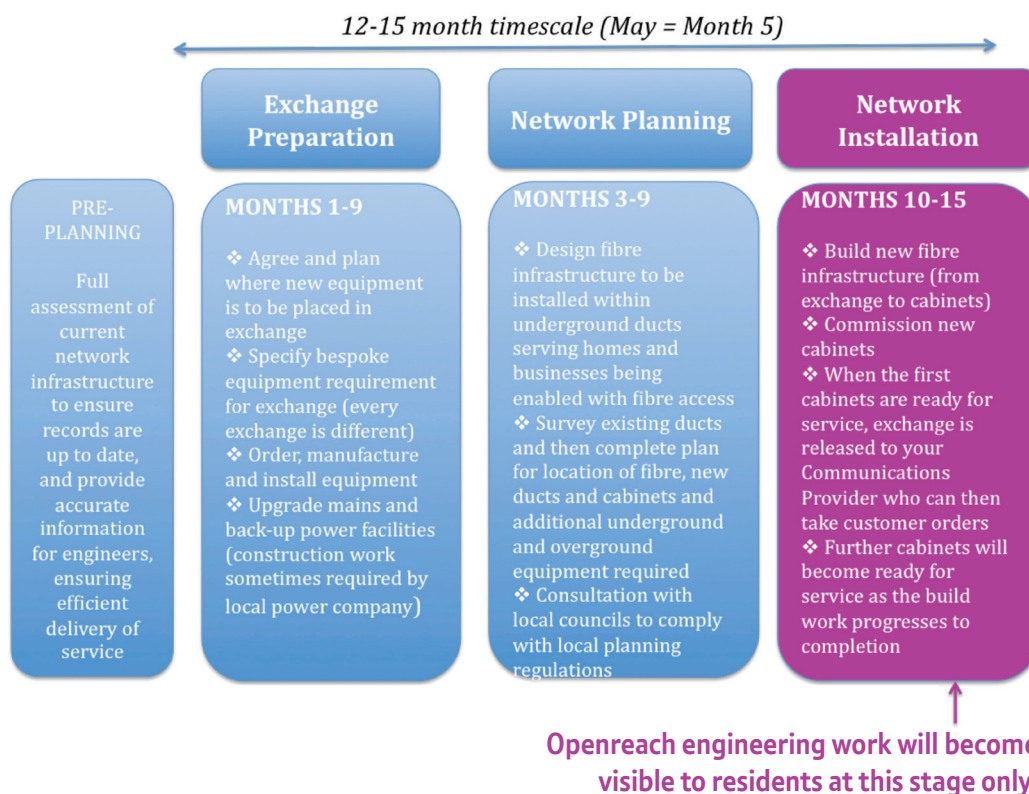 12-15 month timescale (May = Month 5)
Exchange
Preparation
Network Planning
Network
Installation
PRE-
PLANNING
Full
assessment of
current
network
infrastructure
to ensure
records are
up to date,
and provide
accurate
information
for engineers,
ensuring
efficient
delivery of
service
MONTHS 1-9
❖ Agree and plan
where new equipment
is to be placed in
exchange
❖ Specify bespoke
equipment requirement
for exchange (every
exchange is different)
❖ Order, manufacture
and install equipment
❖ Upgrade mains and
back-up power facilities
(construction work
sometimes required by
local power company)
MONTHS 3-9
❖ Design fibre
infrastructure to be
installed within
underground ducts
serving homes and
businesses being
enabled with fibre access
❖ Survey existing ducts
and then complete plan
for location of fibre, new
ducts and cabinets and
additional underground
and overground
equipment required
❖ Consultation with
local councils to comply
with local planning
regulations
MONTHS 10-15
❖ Build new fibre
infrastructure (from
exchange to cabinets)
❖ Commission new
cabinets
❖ When the first
cabinets are ready for
service, exchange is
released to your
Communications
Provider who can then
take customer orders
❖ Further cabinets will
become ready for
service as the build
work progresses to
completion
Openreach engineering work will become
visible to residents at this stage only